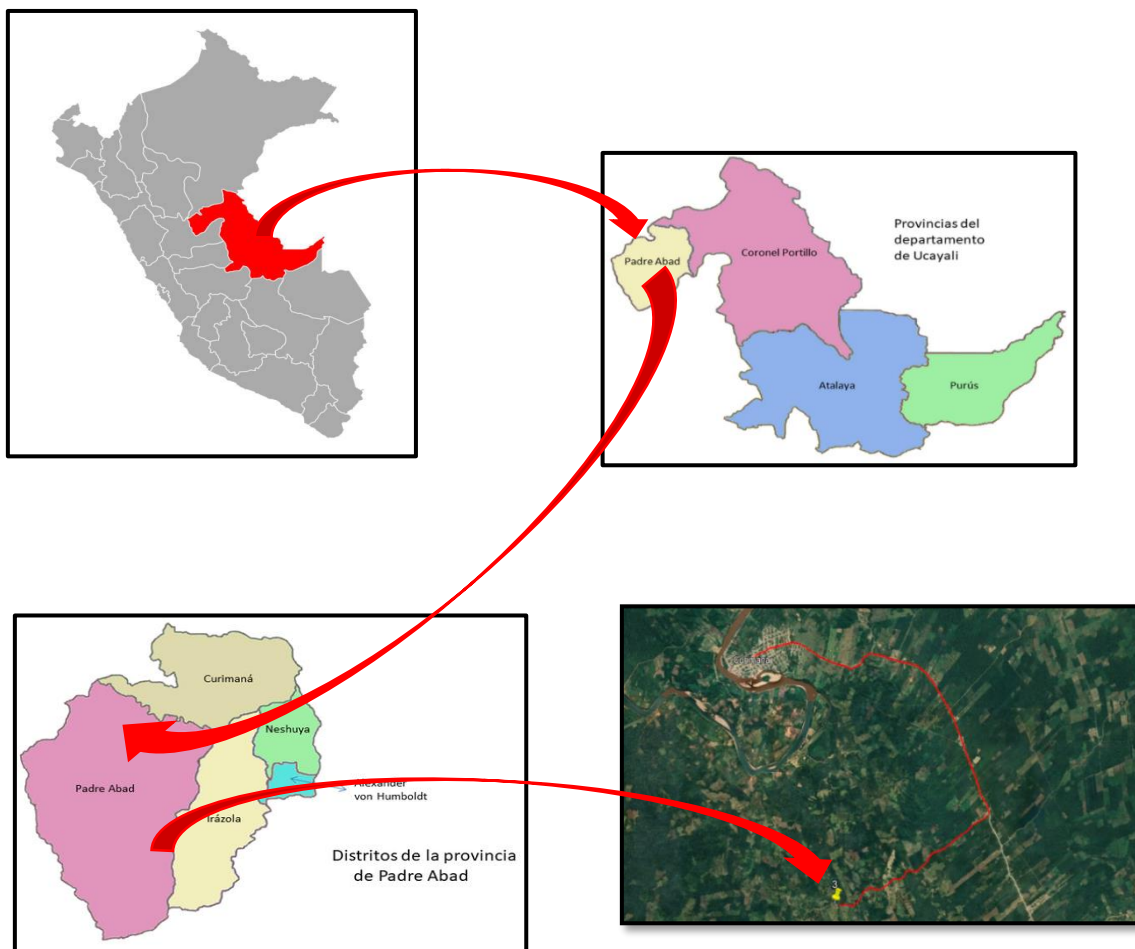 Provincias del
departamento
de Ucayali
Padre Abad
Coronel Portillo
Atalaya
Purús
Curimaná
Neshuya
Padre Abad
Alexander
von Humboldt
Irázola
Distritos de la provincia
de Padre Abad
Curimaná
3